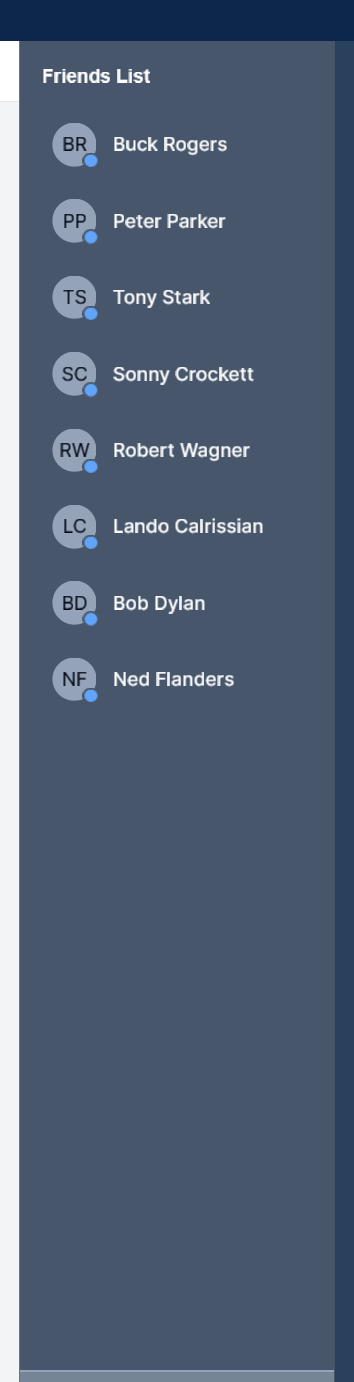 Friends List
BR Buck Rogers
PP Peter Parker
TS Tony Stark
SC Sonny Crockett
RW Robert Wagner
LC Lando Calrissian
BD Bob Dylan
NF Ned Flanders